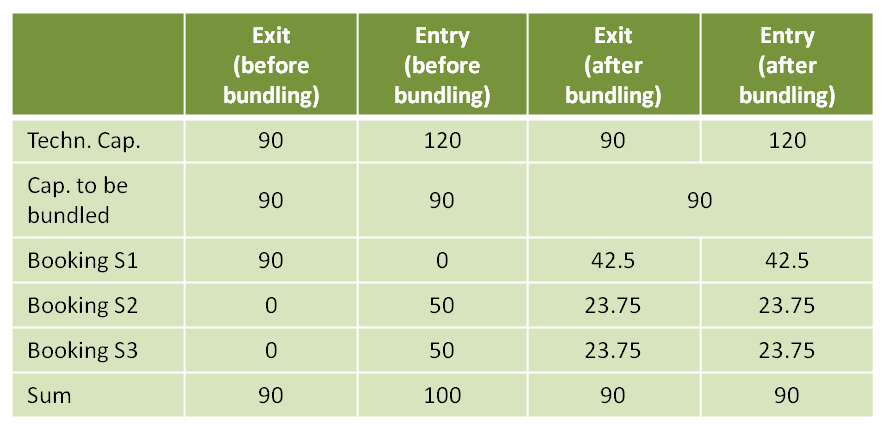 Exit (before bundling) Entry (before bundling) Exit (after bundling) Entry (after bundling)
Techn. Cap. 90 120 90 120
Cap. to be bundled 90 90 90
Booking S1 90 0 42.5 42.5
Booking S2 0 50 23.75 23.75
Booking S3 0 50 23.75 23.75
Sum 90 100 90 90